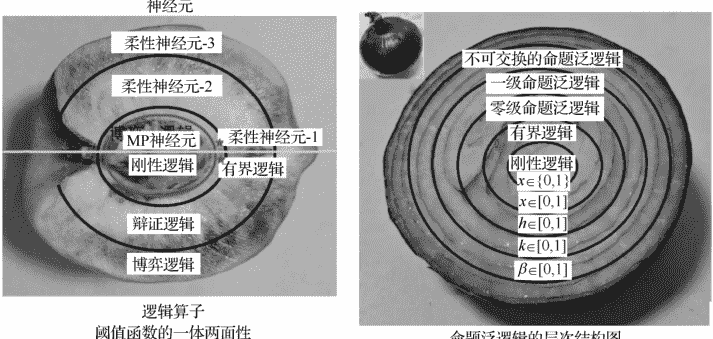 神经元
柔性神经元-3
柔性神经元-2
MP神经元
柔性神经元-1
刚性逻辑
有界逻辑
辩证逻辑
博弈逻辑
逻辑算子
阈值函数的一体两面性
不可交换的命题泛逻辑
一级命题泛逻辑
零级命题泛逻辑
有界逻辑
刚性逻辑
x∈{0,1}
x∈[0,1]
h∈[0,1]
k∈[0,1]
β∈[0,1]
命题泛逻辑的层次结构图